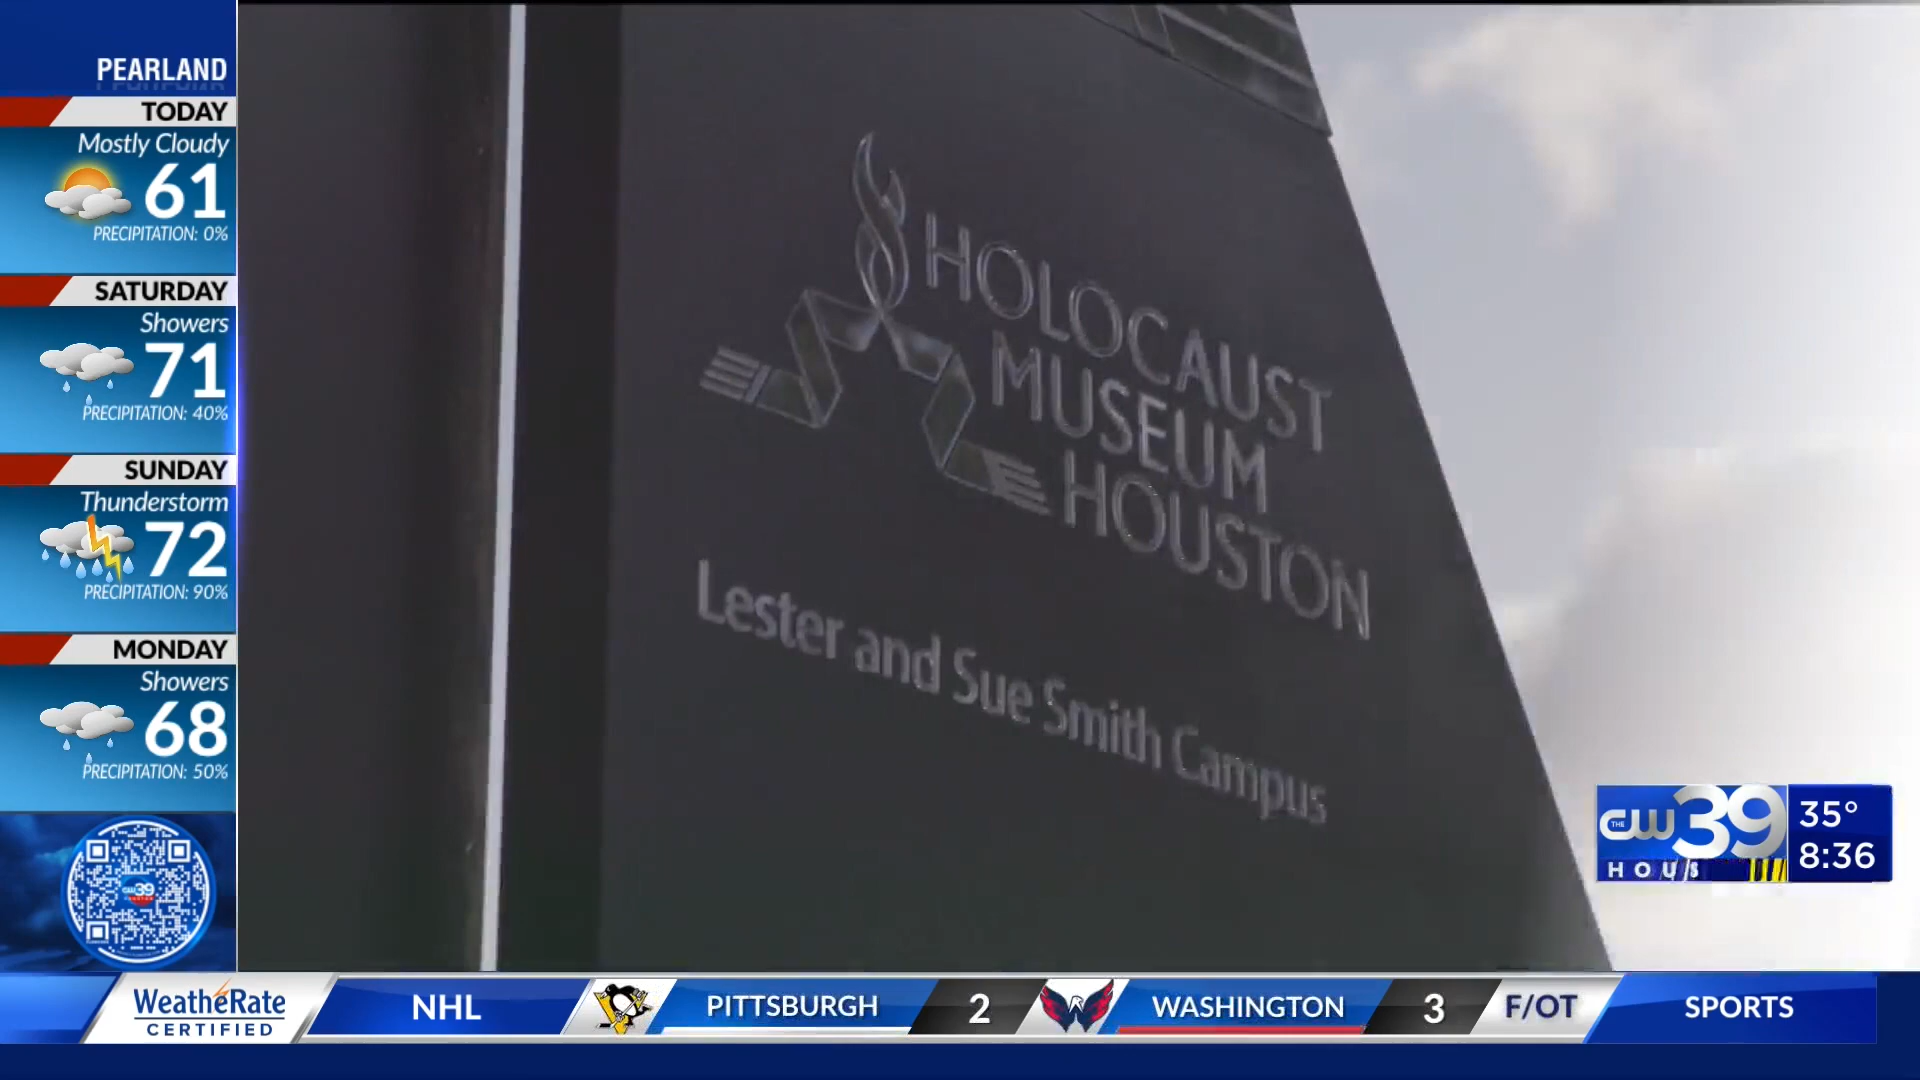 PEARLAND
TODAY
Mostly Cloudy
61
PRECIPITATION: 0%
SATURDAY
Showers
71
PRECIPITATION: 40%
SUNDAY
Thunderstorm
72
PRECIPITATION: 90%
MONDAY
Showers
68
PRECIPITATION: 50%
CW39
HOLOCAUST
MUSEUM
HOUSTON
Lester and Sue Smith Campus
THE CW 39
HOUS
35°
8:36
WeatheRate
CERTIFIED
NHL
PITTSBURGH 2
WASHINGTON 3
F/OT
SPORTS